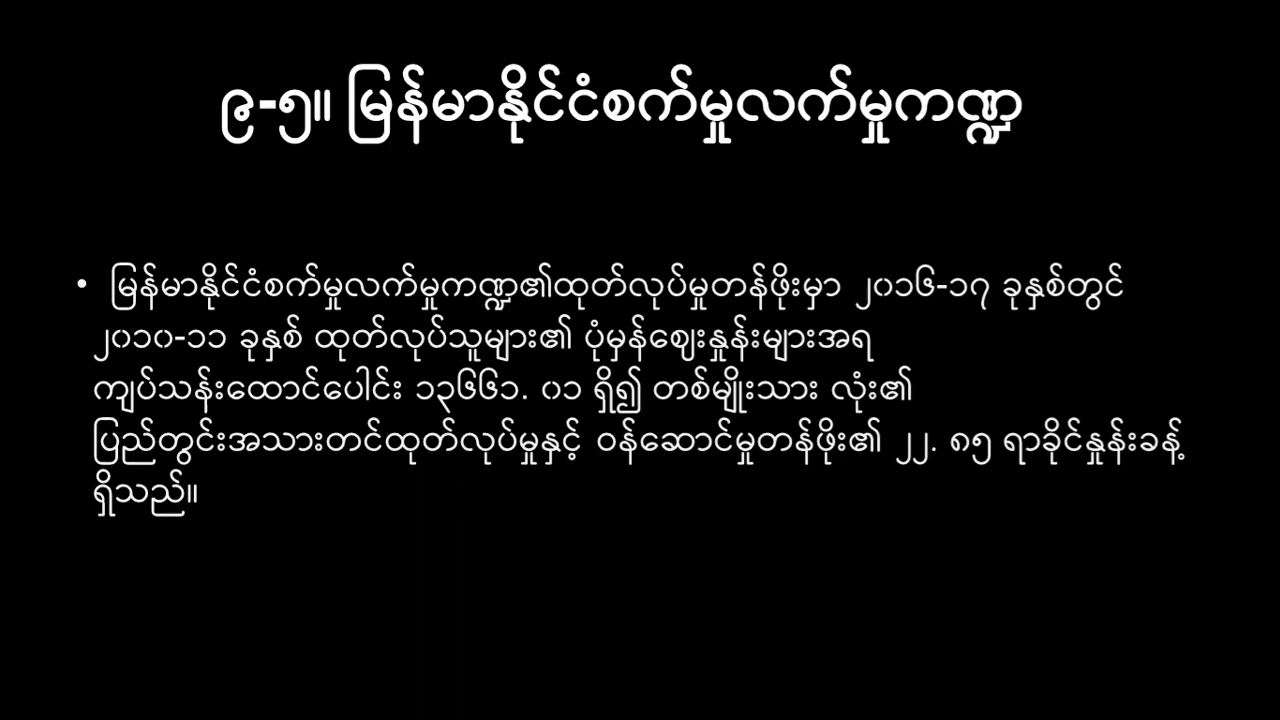 ၉-၅။ မြန်မာနိုင်ငံစက်မှုလက်မှုကဏ္ဍ
• မြန်မာနိုင်ငံစက်မှုလက်မှုကဏ္ဍ၏ထုတ်လုပ်မှုတန်ဖိုးမှာ ၂၀၁၆-၁၇ ခုနှစ်တွင်
၂၀၁၀-၁၁ ခုနှစ် ထုတ်လုပ်သူများ၏ ပုံမှန်ဈေးနှုန်းများအရ
ကျပ်သန်းထောင်ပေါင်း ၁၃၆၆၁. ၀၁ ရှိ၍ တစ်မျိုးသား လုံး၏
ပြည်တွင်းအသားတင်ထုတ်လုပ်မှုနှင့် ဝန်ဆောင်မှုတန်ဖိုး၏ ၂၂. ၈၅ ရာခိုင်နှုန်းခန့်
ရှိသည်။